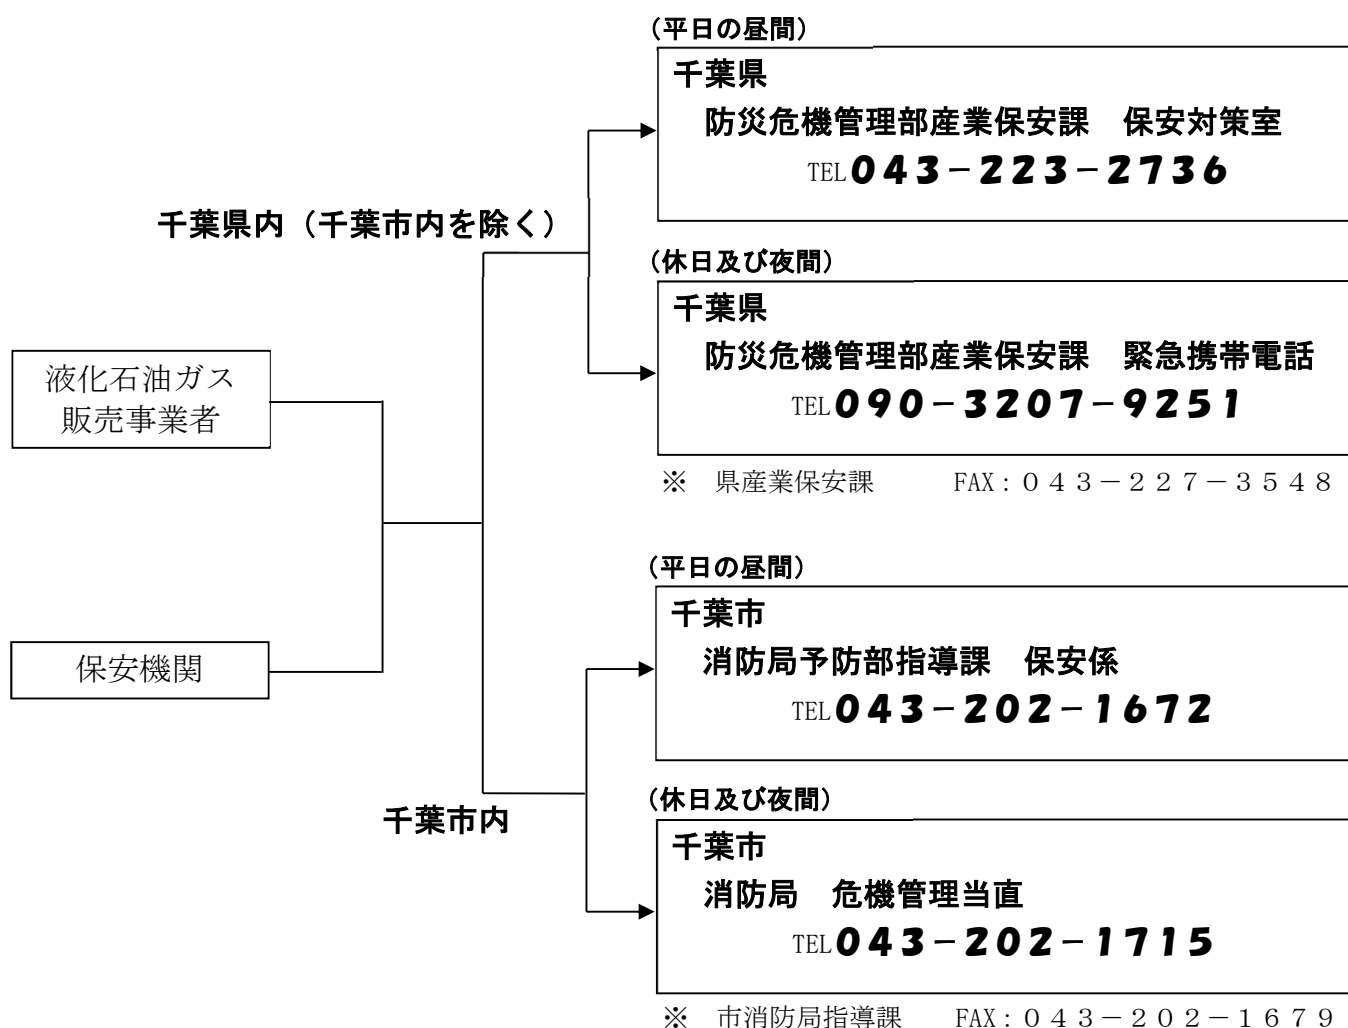 （平日の昼間）
千葉県
防災危機管理部産業保安課　保安対策室
TEL０４３－２２３－２７３６
千葉県内（千葉市内を除く）
（休日及び夜間）
千葉県
防災危機管理部産業保安課　緊急携帯電話
TEL０９０－３２０７－９２５１
※　県産業保安課　　FAX：０４３－２２７－３５４８
液化石油ガス
販売事業者
保安機関
（平日の昼間）
千葉市
消防局予防部指導課　保安係
TEL０４３－２０２－１６７２
千葉市内
（休日及び夜間）
千葉市
消防局　危機管理当直
TEL０４３－２０２－１７１５
※　市消防局指導課　　FAX：０４３－２０２－１６７９